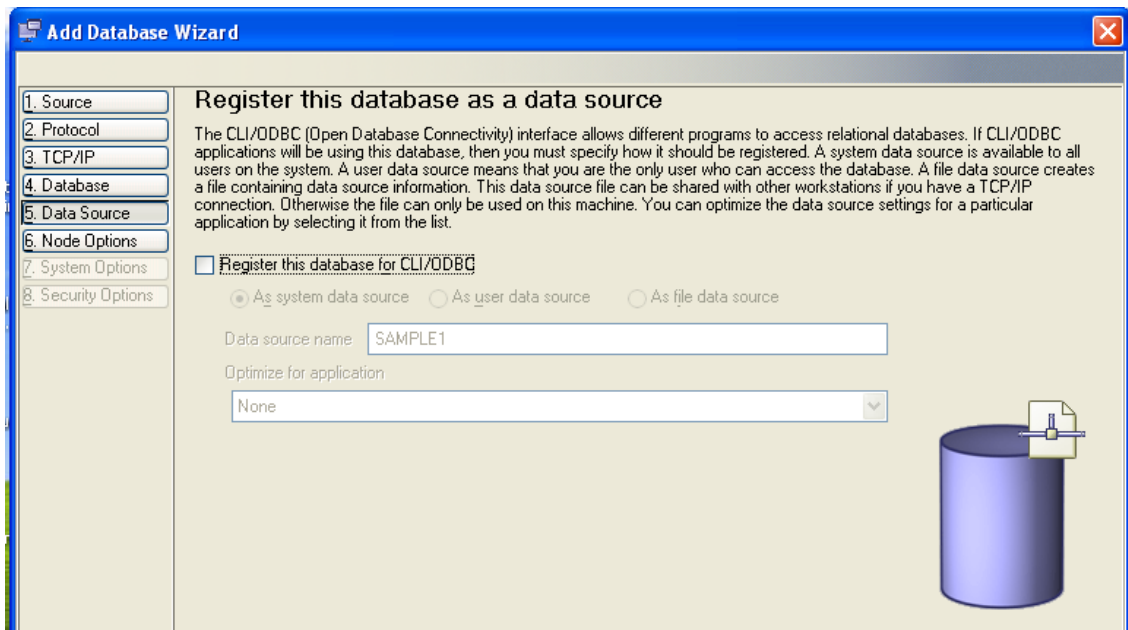 Add Database Wizard
1. Source
2. Protocol
3. TCP/IP
4. Database
5. Data Source
6. Node Options
7. System Options
8. Security Options
Register this database as a data source
The CLI/ODBC (Open Database Connectivity) interface allows different programs to access relational databases. If CLI/ODBC
applications will be using this database, then you must specify how it should be registered. A system data source is available to all
users on the system. A user data source means that you are the only user who can access the database. A file data source creates
a file containing data source information. This data source file can be shared with other workstations if you have a TCP/IP
connection. Otherwise the file can only be used on this machine. You can optimize the data source settings for a particular
application by selecting it from the list.
Register this database for CLI/ODBC
As system data source As user data source As file data source
Data source name SAMPLE1
Optimize for application
None